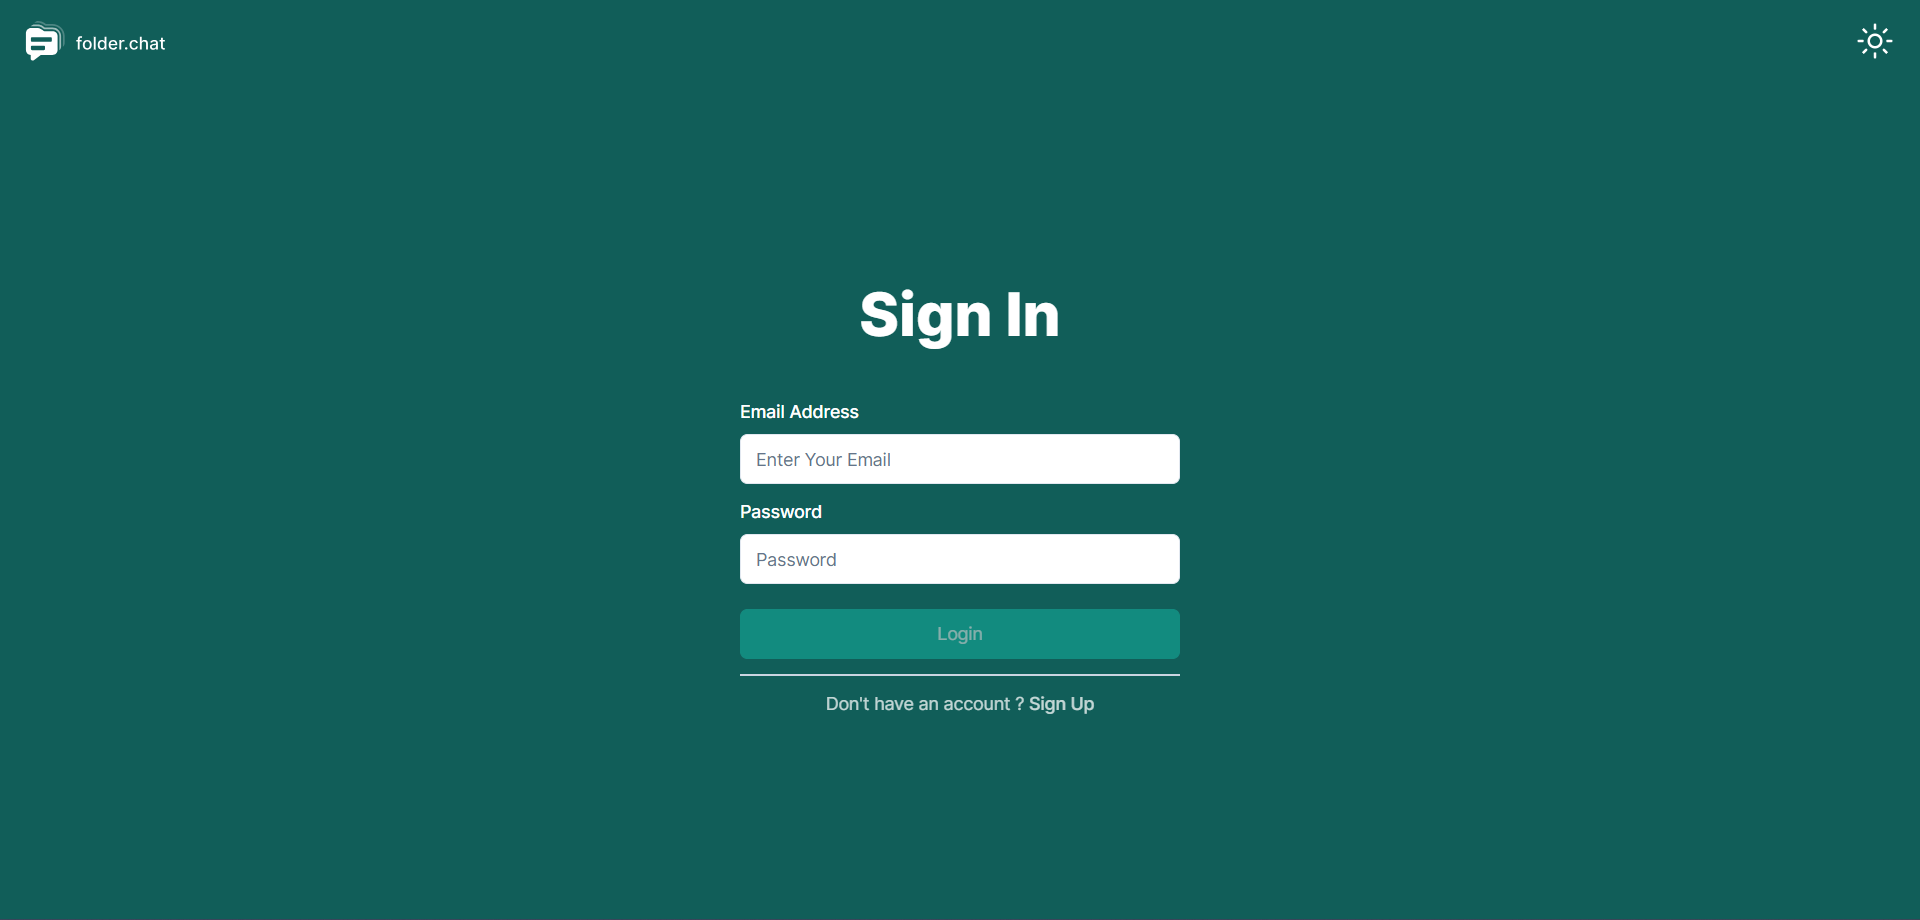 folder.chat
Sign In
Email Address
Enter Your Email
Password
Password
Login
Don't have an account ? Sign Up